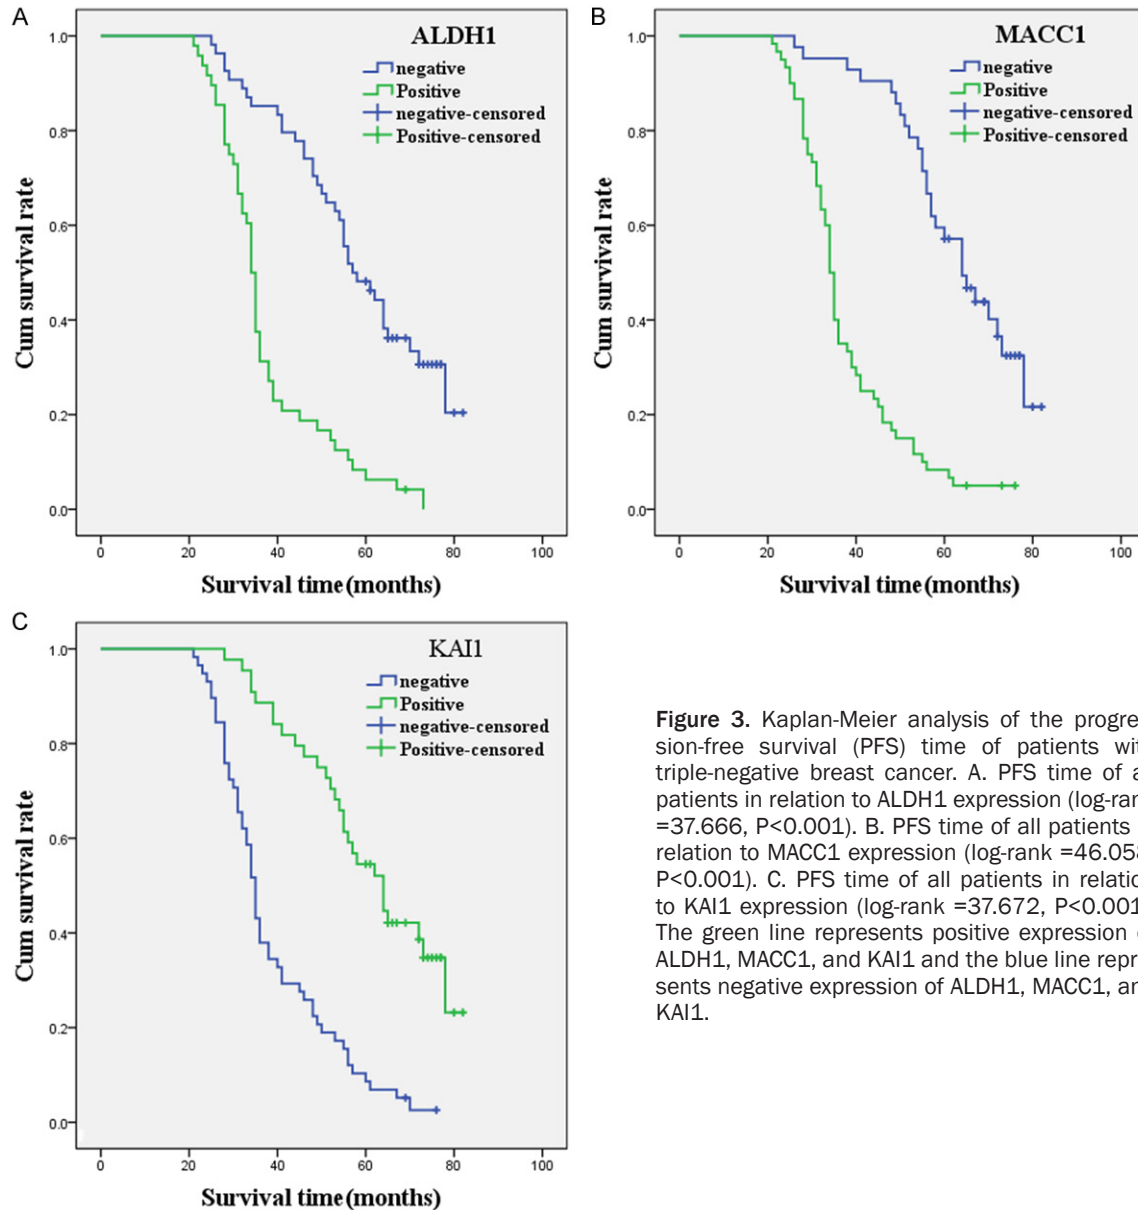 A
ALDH1
negative
Positive
negative-censored
Positive-censored
Cum survival rate
1.0
0.8
0.6
0.4
0.2
0.0
0 20 40 60 80 100
Survival time (months)
B
MACC1
negative
Positive
negative-censored
Positive-censored
Cum survival rate
1.0
0.8
0.6
0.4
0.2
0.0
0 20 40 60 80 100
Survival time (months)
C
KAI1
negative
Positive
negative-censored
Positive-censored
Cum survival rate
1.0
0.8
0.6
0.4
0.2
0.0
0 20 40 60 80 100
Survival time (months)
Figure 3. Kaplan-Meier analysis of the progres-
sion-free survival (PFS) time of patients wit
triple-negative breast cancer. A. PFS time of a
patients in relation to ALDH1 expression (log-ran
=37.666, P<0.001). B. PFS time of all patients
relation to MACC1 expression (log-rank =46.058
P<0.001). C. PFS time of all patients in relation
to KAI1 expression (log-rank =37.672, P<0.001
The green line represents positive expression
ALDH1, MACC1, and KAI1 and the blue line repre
sents negative expression of ALDH1, MACC1, an
KAI1.